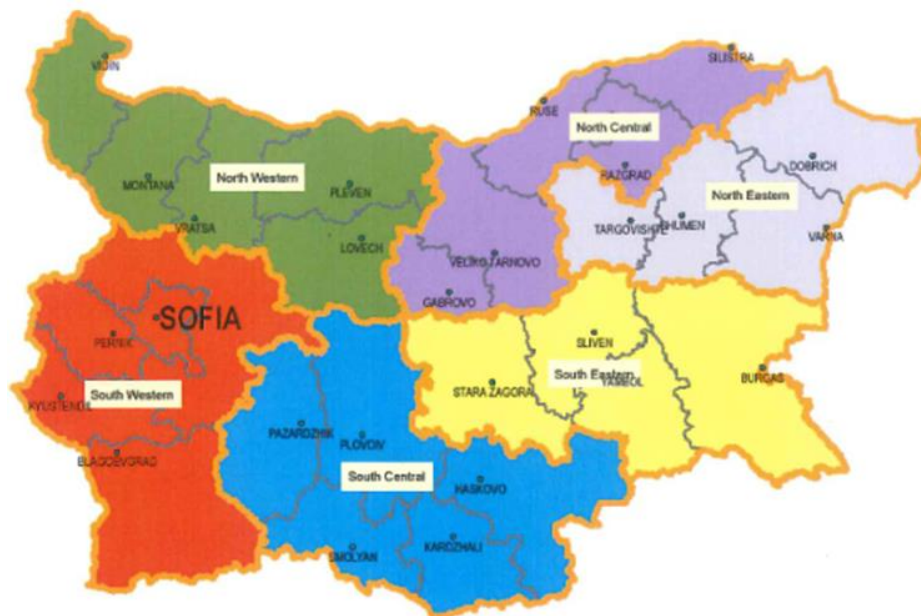 VIDIN
SILISTRA
RUSE
North Central
DOBRICH
RAZGRAD
MONTANA
North Western
PLEVEN
North Eastern
VRATSA
TARGOVISHTE
SHUMEN
VARNA
LOVECH
VELIKO TARNOVO
GABROVO
SOFIA
PERNIK
SLIVEN
South Eastern
YAMBOL
BURGAS
STARA ZAGORA
South Western
KYUSTENDIL
PAZARDZHIK
PLOVDIV
BLAGOEVGRAD
South Central
HASKOVO
SMOLYAN
KARDZHALI